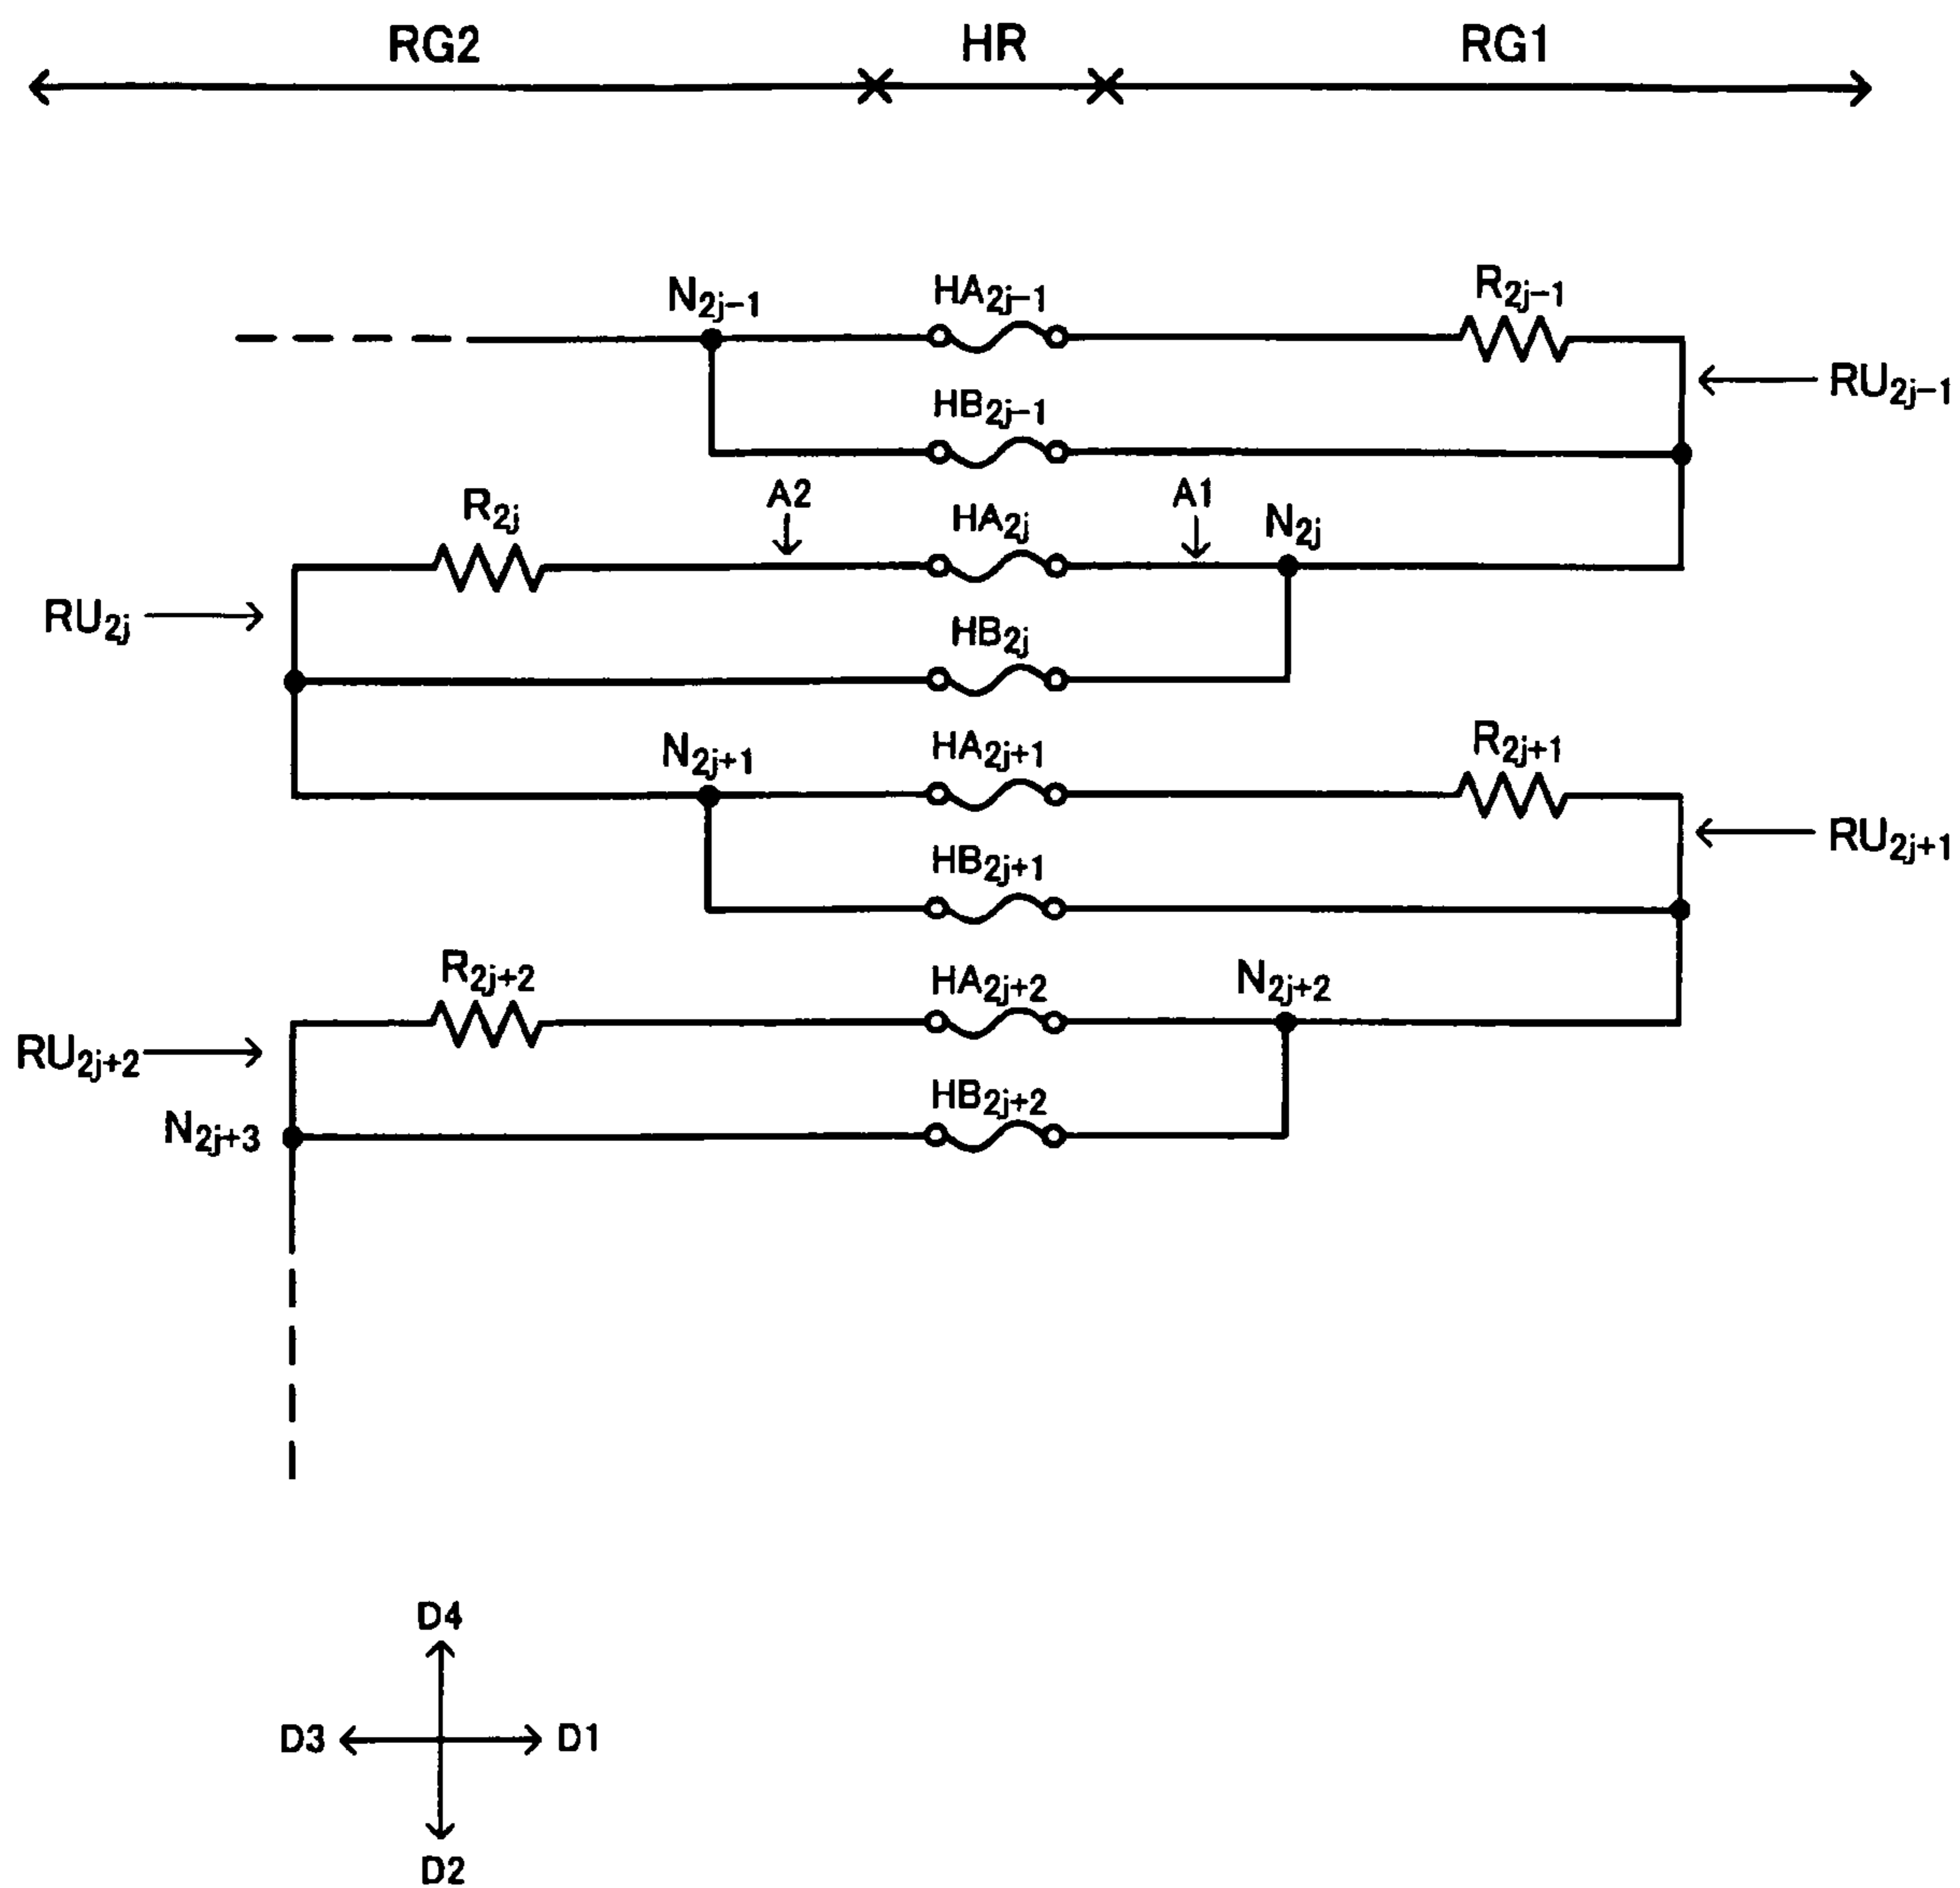 RG2 HR RG1
N2j−1 HA2j−1 R2j−1
RU2j−1
HB2j−1
R2j A2 HA2j A1 N2j
RU2j
HB2j
N2j+1 HA2j+1 R2j+1
RU2j+1
HB2j+1
R2j+2 HA2j+2 N2j+2
RU2j+2
HB2j+2
N2j+3
D4
D3 D1
D2